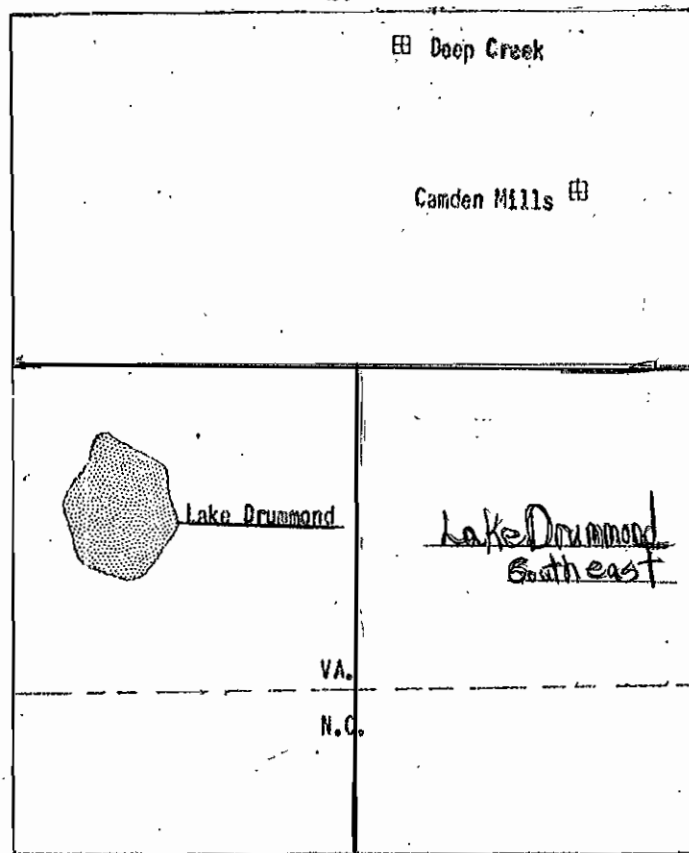 Deep Creek
Camden Mills
Lake Drummond
Lake Drummond
Southeast
VA.
N.C.